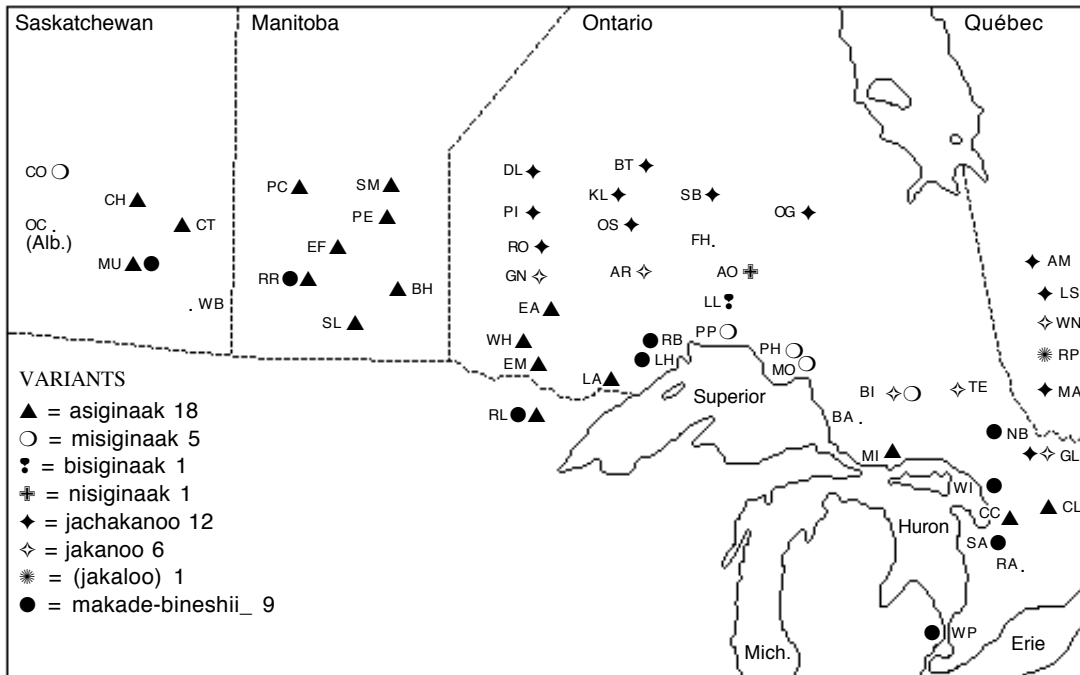 Saskatchewan Manitoba Ontario Québec
CO
CH
OC .
(Alb.)
CT
MU
WB
PC
SM
PE
EF
RR
BH
SL
DL
BT
KL
SB
PI
OS
OG
RO
FH
GN
AR
AO
EA
LL
WH
RB
PP
PH
EM
LH
MO
LA
RL
BI
TE
BA
MI
WI
CC
SA
RA
WP
AM
LS
WN
RP
MA
NB
GL
CL
Superior
Huron
Mich.
Erie
VARIANTS
▲ = asiginaak 18
❍ = misiginaak 5
❢ = bisiginaak 1
✙ = nisiginaak 1
✦ = jachakanoo 12
✧ = jakanoo 6
✺ = (jakaloo) 1
● = makade-bineshii_ 9